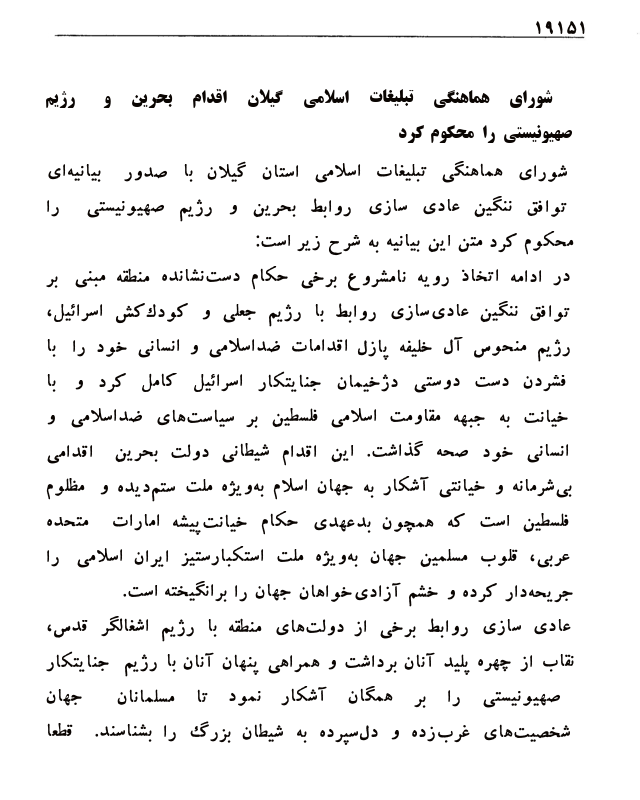 ۱۹۱۵۱
شورای هماهنگی تبلیغات اسلامی گیلان اقدام بحرین و رژیم
صهیونیستی را محکوم کرد
شورای هماهنگی تبلیغات اسلامی استان گیلان با صدور بیانیه‌ای
توافق ننگین عادی سازی روابط بحرین و رژیم صهیونیستی را
محکوم کرد متن این بیانیه به شرح زیر است:
در ادامه اتخاذ رویه نامشروع برخی حکام دست‌نشانده منطقه مبنی بر
توافق ننگین عادی‌سازی روابط با رژیم جعلی و کودک‌کش اسرائیل،
رژیم منحوس آل خلیفه پازل اقدامات ضداسلامی و انسانی خود را با
فشردن دست دوستی دژخیمان جنایتکار اسرائیل کامل کرد و با
خیانت به جبهه مقاومت اسلامی فلسطین بر سیاست‌های ضداسلامی و
انسانی خود صحه گذاشت. این اقدام شیطانی دولت بحرین اقدامی
بی‌شرمانه و خیانتی آشکار به جهان اسلام به‌ویژه ملت ستم‌دیده و مظلوم
فلسطین است که همچون بدعهدی حکام خیانت‌پیشه امارات متحده
عربی، قلوب مسلمین جهان به‌ویژه ملت استکبارستیز ایران اسلامی را
جریحه‌دار کرده و خشم آزادی‌خواهان جهان را برانگیخته است.
عادی سازی روابط برخی از دولت‌های منطقه با رژیم اشغالگر قدس،
نقاب از چهره پلید آنان برداشت و همراهی پنهان آنان با رژیم جنایتکار
صهیونیستی را بر همگان آشکار نمود تا مسلمانان جهان
شخصیت‌های غرب‌زده و دل‌سپرده به شیطان بزرگ را بشناسند. قطعا